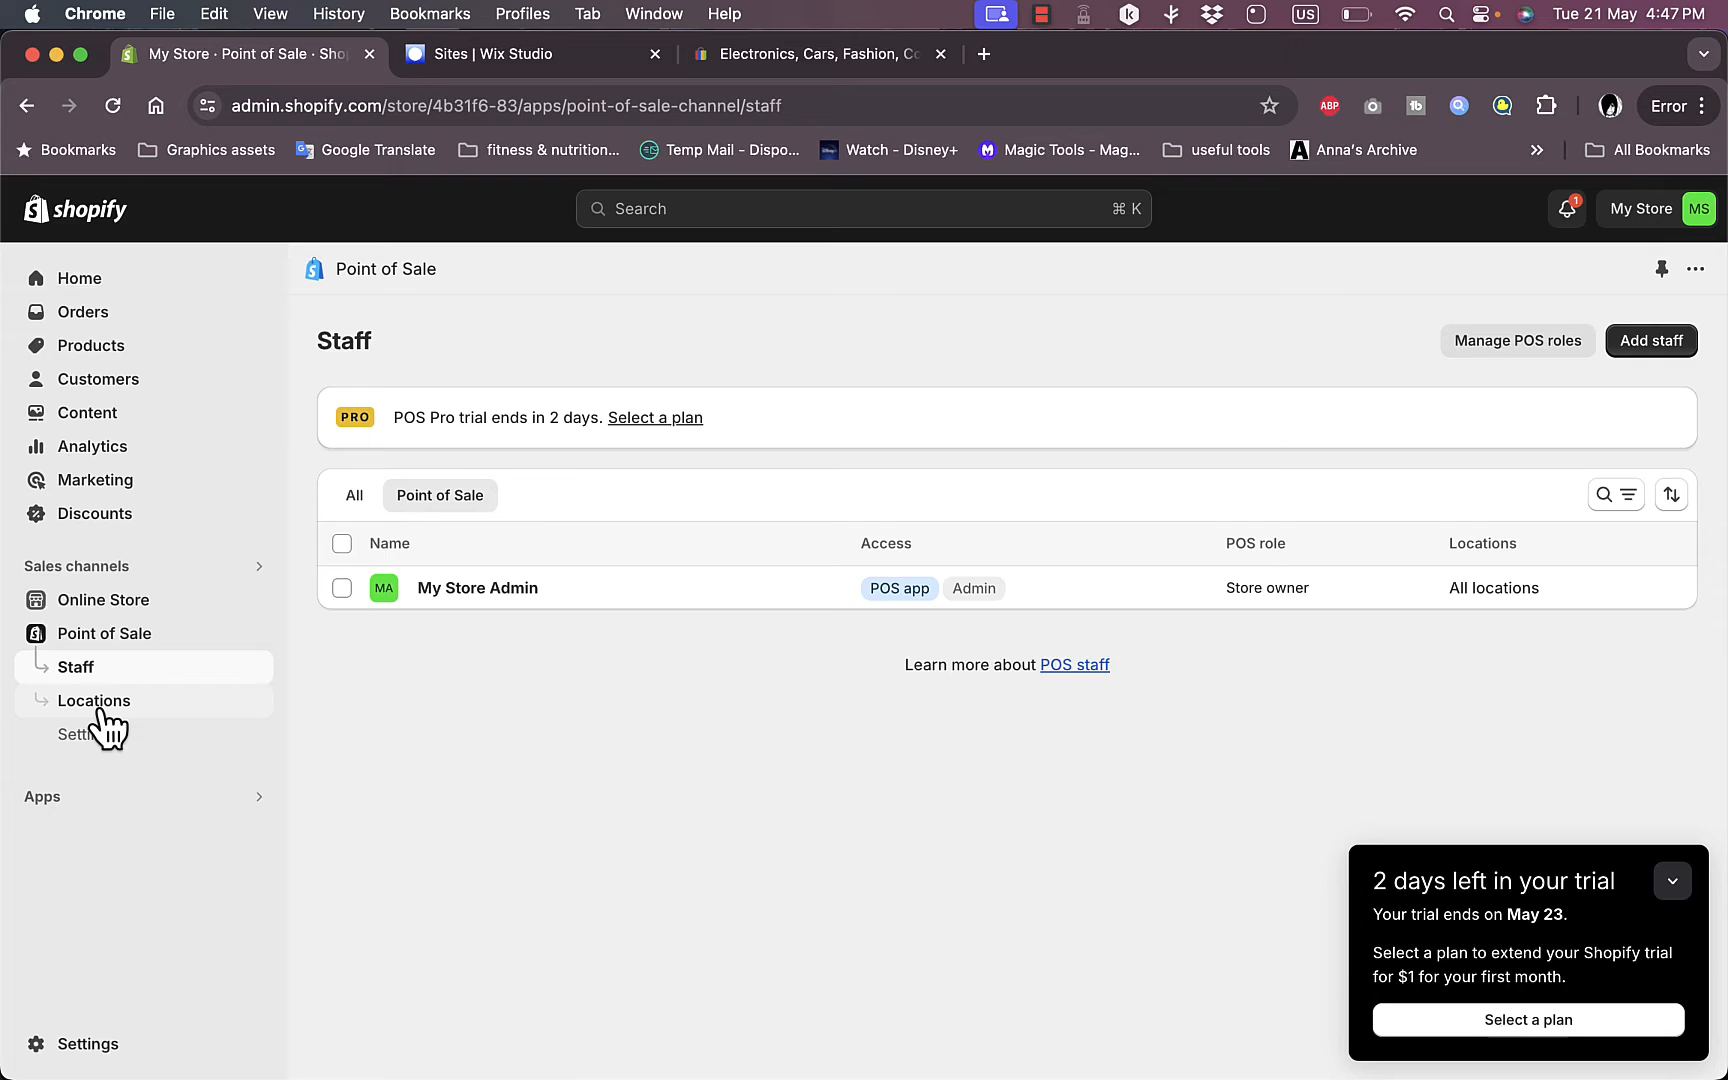 Chrome File Edit View History Bookmarks Profiles Tab Window Help US Tue 21 May 4:47 PM
My Store · Point of Sale · Sho Sites | Wix Studio Electronics, Cars, Fashion, Co
admin.shopify.com/store/4b31f6-83/apps/point-of-sale-channel/staff ABP tb Error
Bookmarks Graphics assets Google Translate fitness & nutrition... Temp Mail - Dispo... Watch - Disney+ Magic Tools - Mag... useful tools Anna's Archive All Bookmarks
shopify Search ⌘ K 1 My Store MS
Home
Orders
Products
Customers
Content
Analytics
Marketing
Discounts
Sales channels
Online Store
Point of Sale
Staff
Locations
Apps
Settings
Point of Sale
Staff Manage POS roles Add staff
PRO POS Pro trial ends in 2 days. Select a plan
All Point of Sale
Name Access POS role Locations
MA My Store Admin POS app Admin Store owner All locations
Learn more about POS staff
2 days left in your trial
Your trial ends on May 23.
Select a plan to extend your Shopify trial
for $1 for your first month.
Select a plan